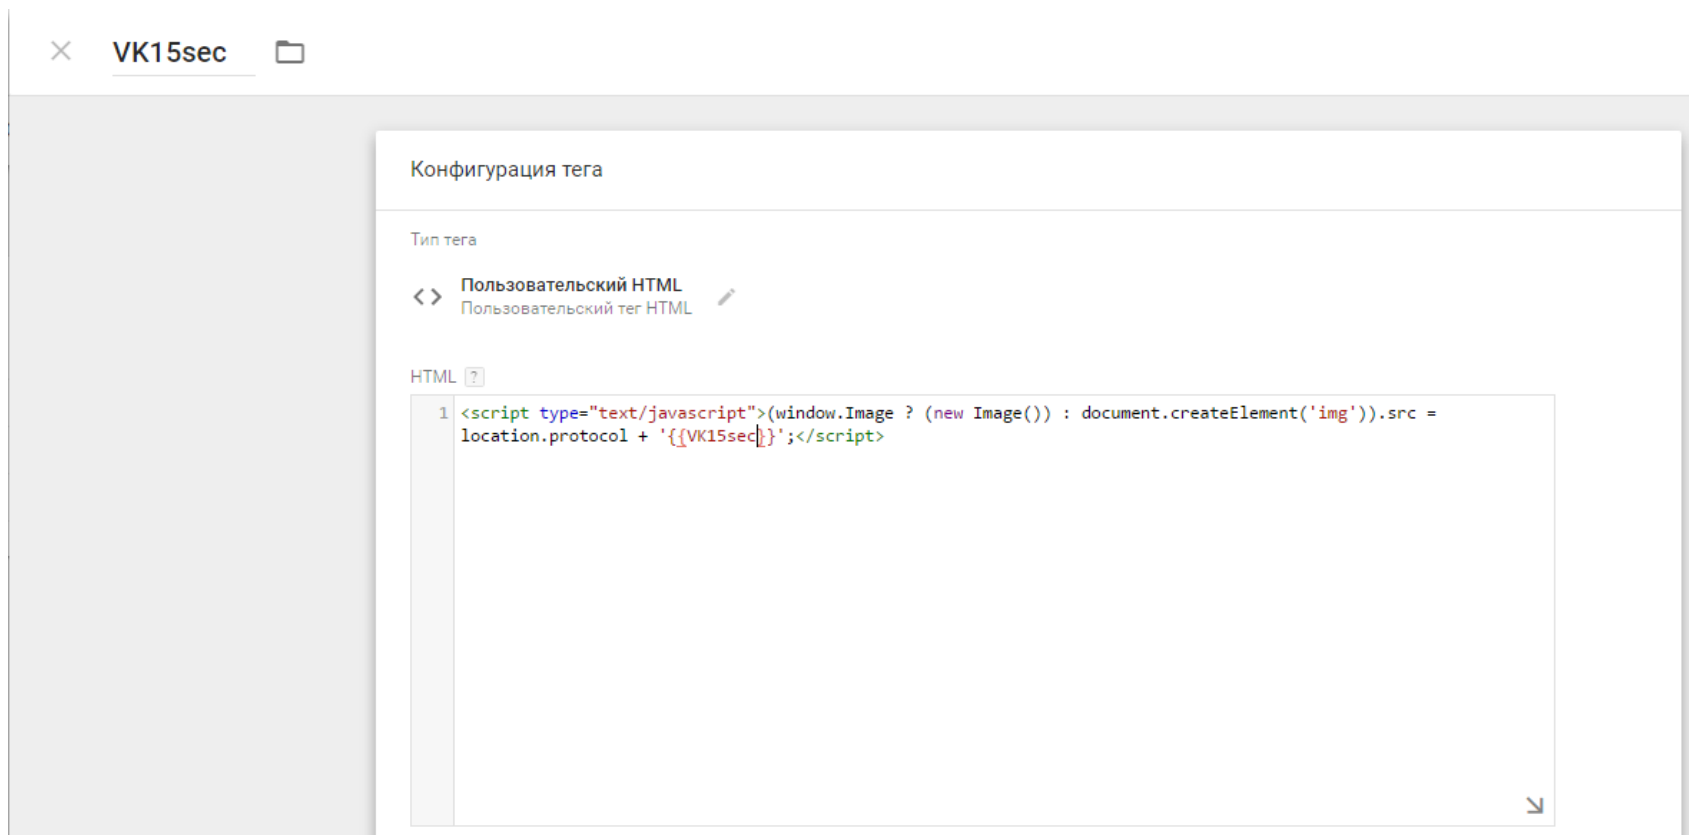 VK15sec
Конфигурация тега
Тип тега
Пользовательский HTML
Пользовательский тег HTML
HTML ?
1 <script type="text/javascript">(window.Image ? (new Image()) : document.createElement('img')).src =
location.protocol + '{{VK15sec}}';</script>